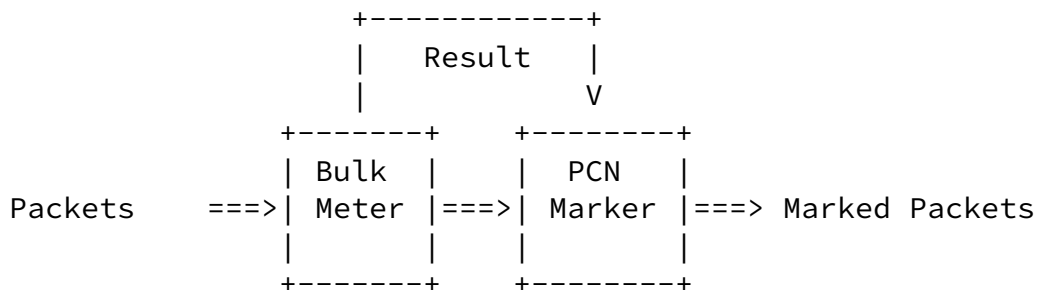 +------------+
                    |   Result   |
                    |            V
                +-------+    +--------+
                | Bulk  |    |  PCN   |
Packets     ===>| Meter |===>| Marker |===> Marked Packets
                |       |    |        |
                +-------+    +--------+